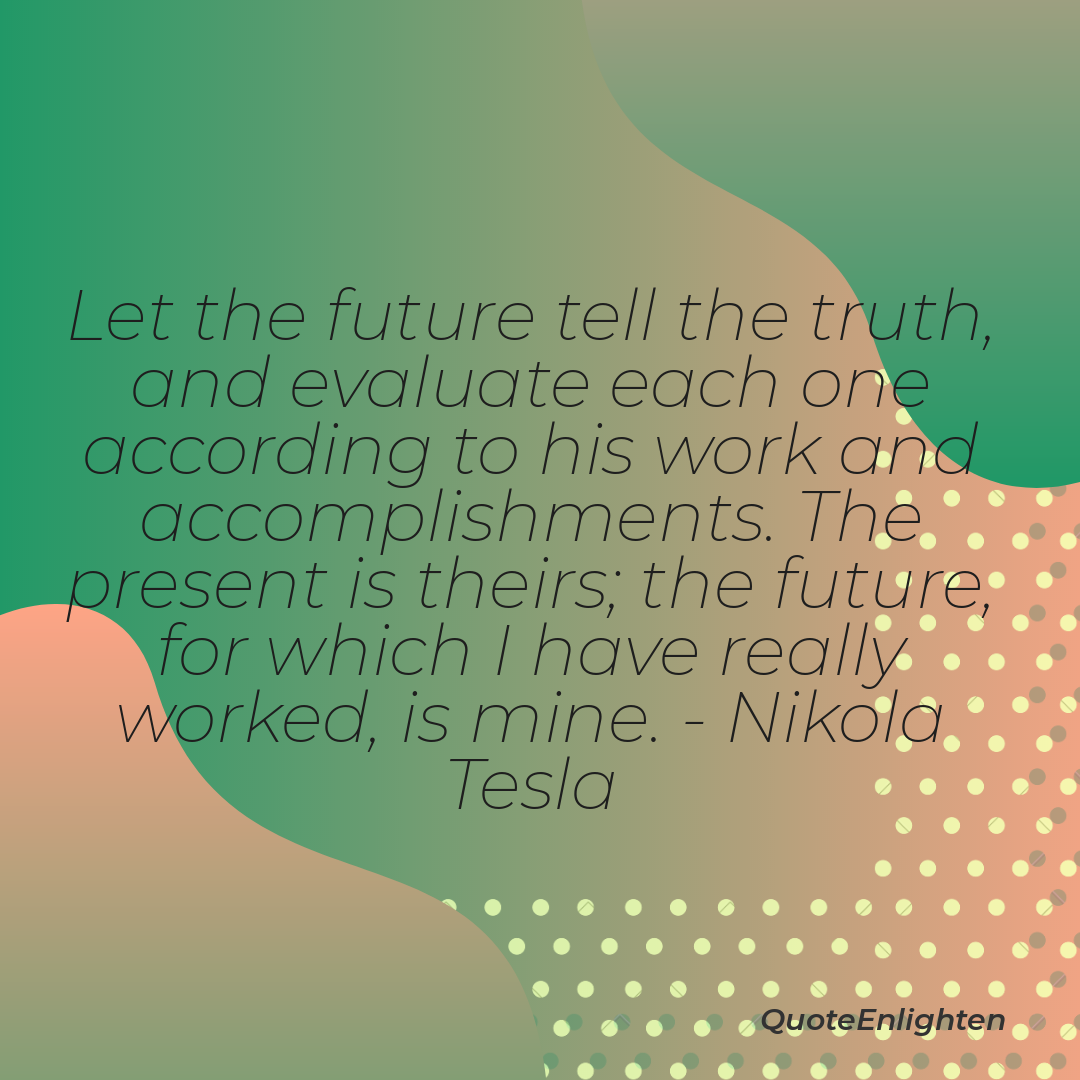 Let the future tell the truth,
and evaluate each one
according to his work and
accomplishments. The
present is theirs; the future,
for which I have really
worked, is mine. - Nikola
Tesla
QuoteEnlighten